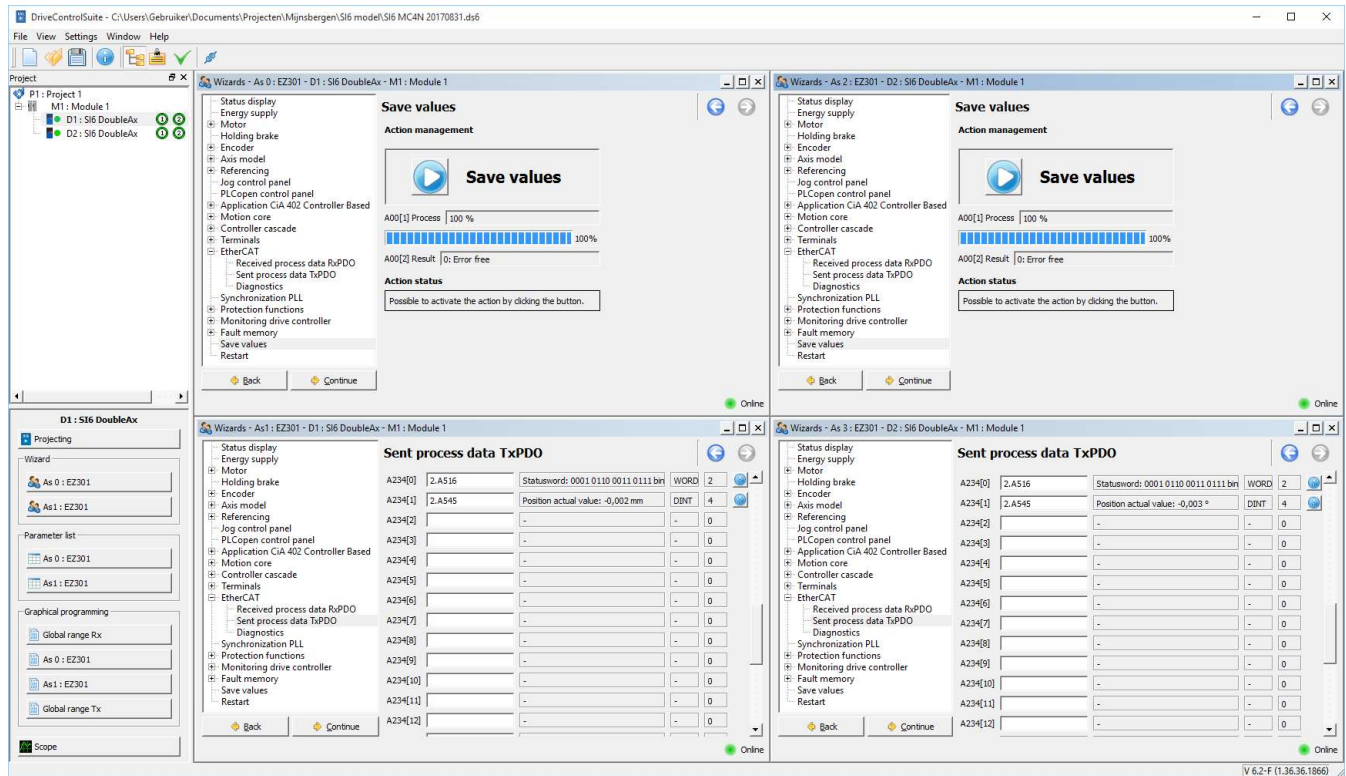 DriveControlSuite - C:\Users\Gebruiker\Documents\Projecten\Mijnsbergen\SI6 model\SI6 MC4N 20170831.ds6
File View Settings Window Help
Project
P1 : Project 1
M1 : Module 1
D1 : SI6 DoubleAx
D2 : SI6 DoubleAx
D1 : SI6 DoubleAx
Projecting
Wizard
As 0 : EZ301
As1 : EZ301
Parameter list
As 0 : EZ301
As1 : EZ301
Graphical programming
Global range Rx
As 0 : EZ301
As1 : EZ301
Global range Tx
Scope
Wizards - As 0 : EZ301 - D1 : SI6 DoubleAx - M1 : Module 1
Status display
Energy supply
Motor
Holding brake
Encoder
Axis model
Referencing
Jog control panel
PLCopen control panel
Application CiA 402 Controller Based
Motion core
Controller cascade
Terminals
EtherCAT
Received process data RxPDO
Sent process data TxPDO
Diagnostics
Synchronization PLL
Protection functions
Monitoring drive controller
Fault memory
Save values
Restart
Back Continue
Save values
Action management
Save values
A00[1] Process 100 %
100%
A00[2] Result 0: Error free
Action status
Possible to activate the action by clicking the button.
Online
Wizards - As 2 : EZ301 - D2 : SI6 DoubleAx - M1 : Module 1
Status display
Energy supply
Motor
Holding brake
Encoder
Axis model
Referencing
Jog control panel
PLCopen control panel
Application CiA 402 Controller Based
Motion core
Controller cascade
Terminals
EtherCAT
Received process data RxPDO
Sent process data TxPDO
Diagnostics
Synchronization PLL
Protection functions
Monitoring drive controller
Fault memory
Save values
Restart
Back Continue
Save values
Action management
Save values
A00[1] Process 100 %
100%
A00[2] Result 0: Error free
Action status
Possible to activate the action by clicking the button.
Online
Wizards - As1 : EZ301 - D1 : SI6 DoubleAx - M1 : Module 1
Status display
Energy supply
Motor
Holding brake
Encoder
Axis model
Referencing
Jog control panel
PLCopen control panel
Application CiA 402 Controller Based
Motion core
Controller cascade
Terminals
EtherCAT
Received process data RxPDO
Sent process data TxPDO
Diagnostics
Synchronization PLL
Protection functions
Monitoring drive controller
Fault memory
Save values
Restart
Back Continue
Sent process data TxPDO
A234[0] 2.A516 Statusword: 0001 0110 0011 0111 bin WORD 2
A234[1] 2.A545 Position actual value: -0,002 mm DINT 4
A234[2] - - 0
A234[3] - - 0
A234[4] - - 0
A234[5] - - 0
A234[6] - - 0
A234[7] - - 0
A234[8] - - 0
A234[9] - - 0
A234[10] - - 0
A234[11] - - 0
A234[12] - - 0
Online
Wizards - As 3 : EZ301 - D2 : SI6 DoubleAx - M1 : Module 1
Status display
Energy supply
Motor
Holding brake
Encoder
Axis model
Referencing
Jog control panel
PLCopen control panel
Application CiA 402 Controller Based
Motion core
Controller cascade
Terminals
EtherCAT
Received process data RxPDO
Sent process data TxPDO
Diagnostics
Synchronization PLL
Protection functions
Monitoring drive controller
Fault memory
Save values
Restart
Back Continue
Sent process data TxPDO
A234[0] 2.A516 Statusword: 0001 0110 0011 0111 bin WORD 2
A234[1] 2.A545 Position actual value: -0,003 ° DINT 4
A234[2] - - 0
A234[3] - - 0
A234[4] - - 0
A234[5] - - 0
A234[6] - - 0
A234[7] - - 0
A234[8] - - 0
A234[9] - - 0
A234[10] - - 0
A234[11] - - 0
A234[12] - - 0
Online
V 6.2-F (1.36.36.1866)